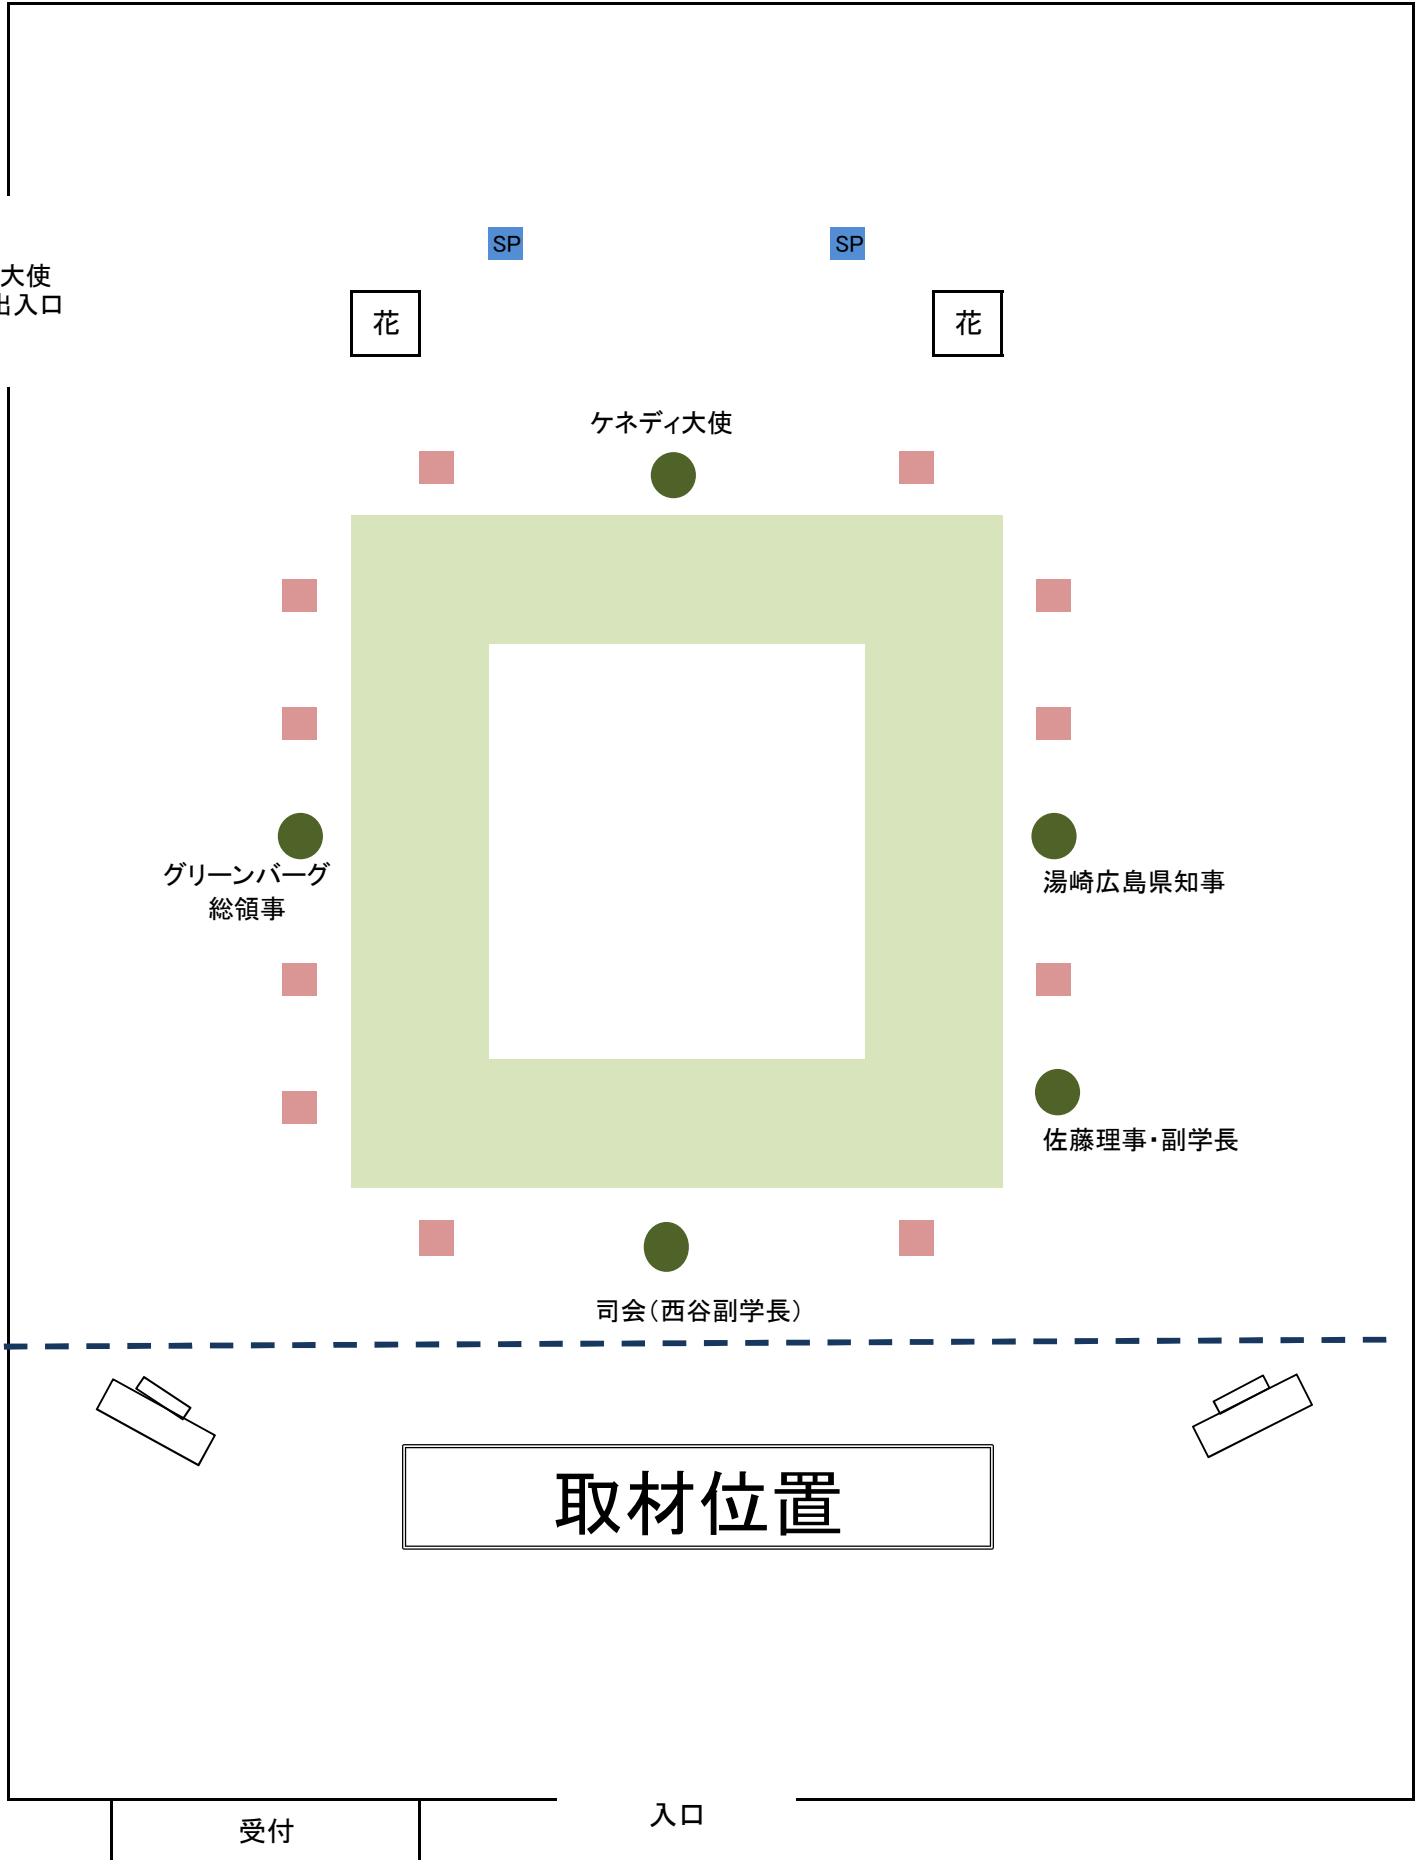 SP
SP
大使
出入口
花
花
ケネディ大使
グリーンバーグ
総領事
湯崎広島県知事
佐藤理事・副学長
司会（西谷副学長）
取材位置
入口
受付